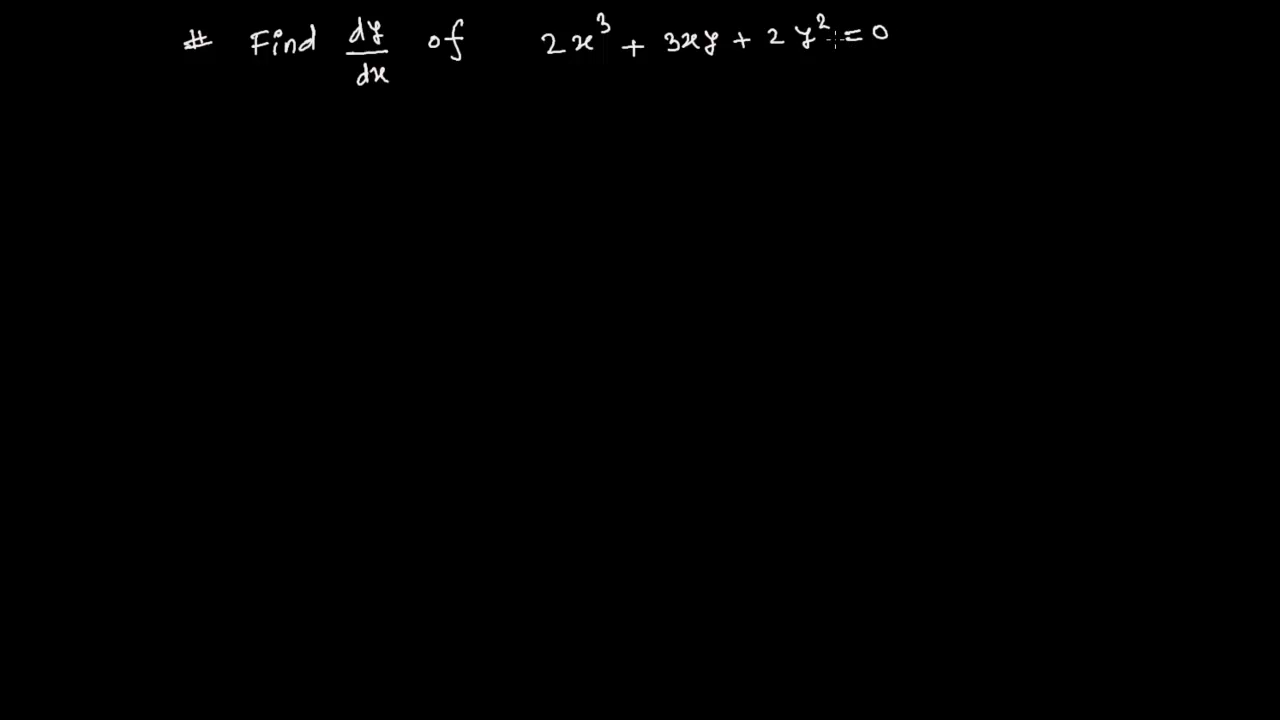 # Find dy/dx of 2x³ + 3xy + 2y² = 0